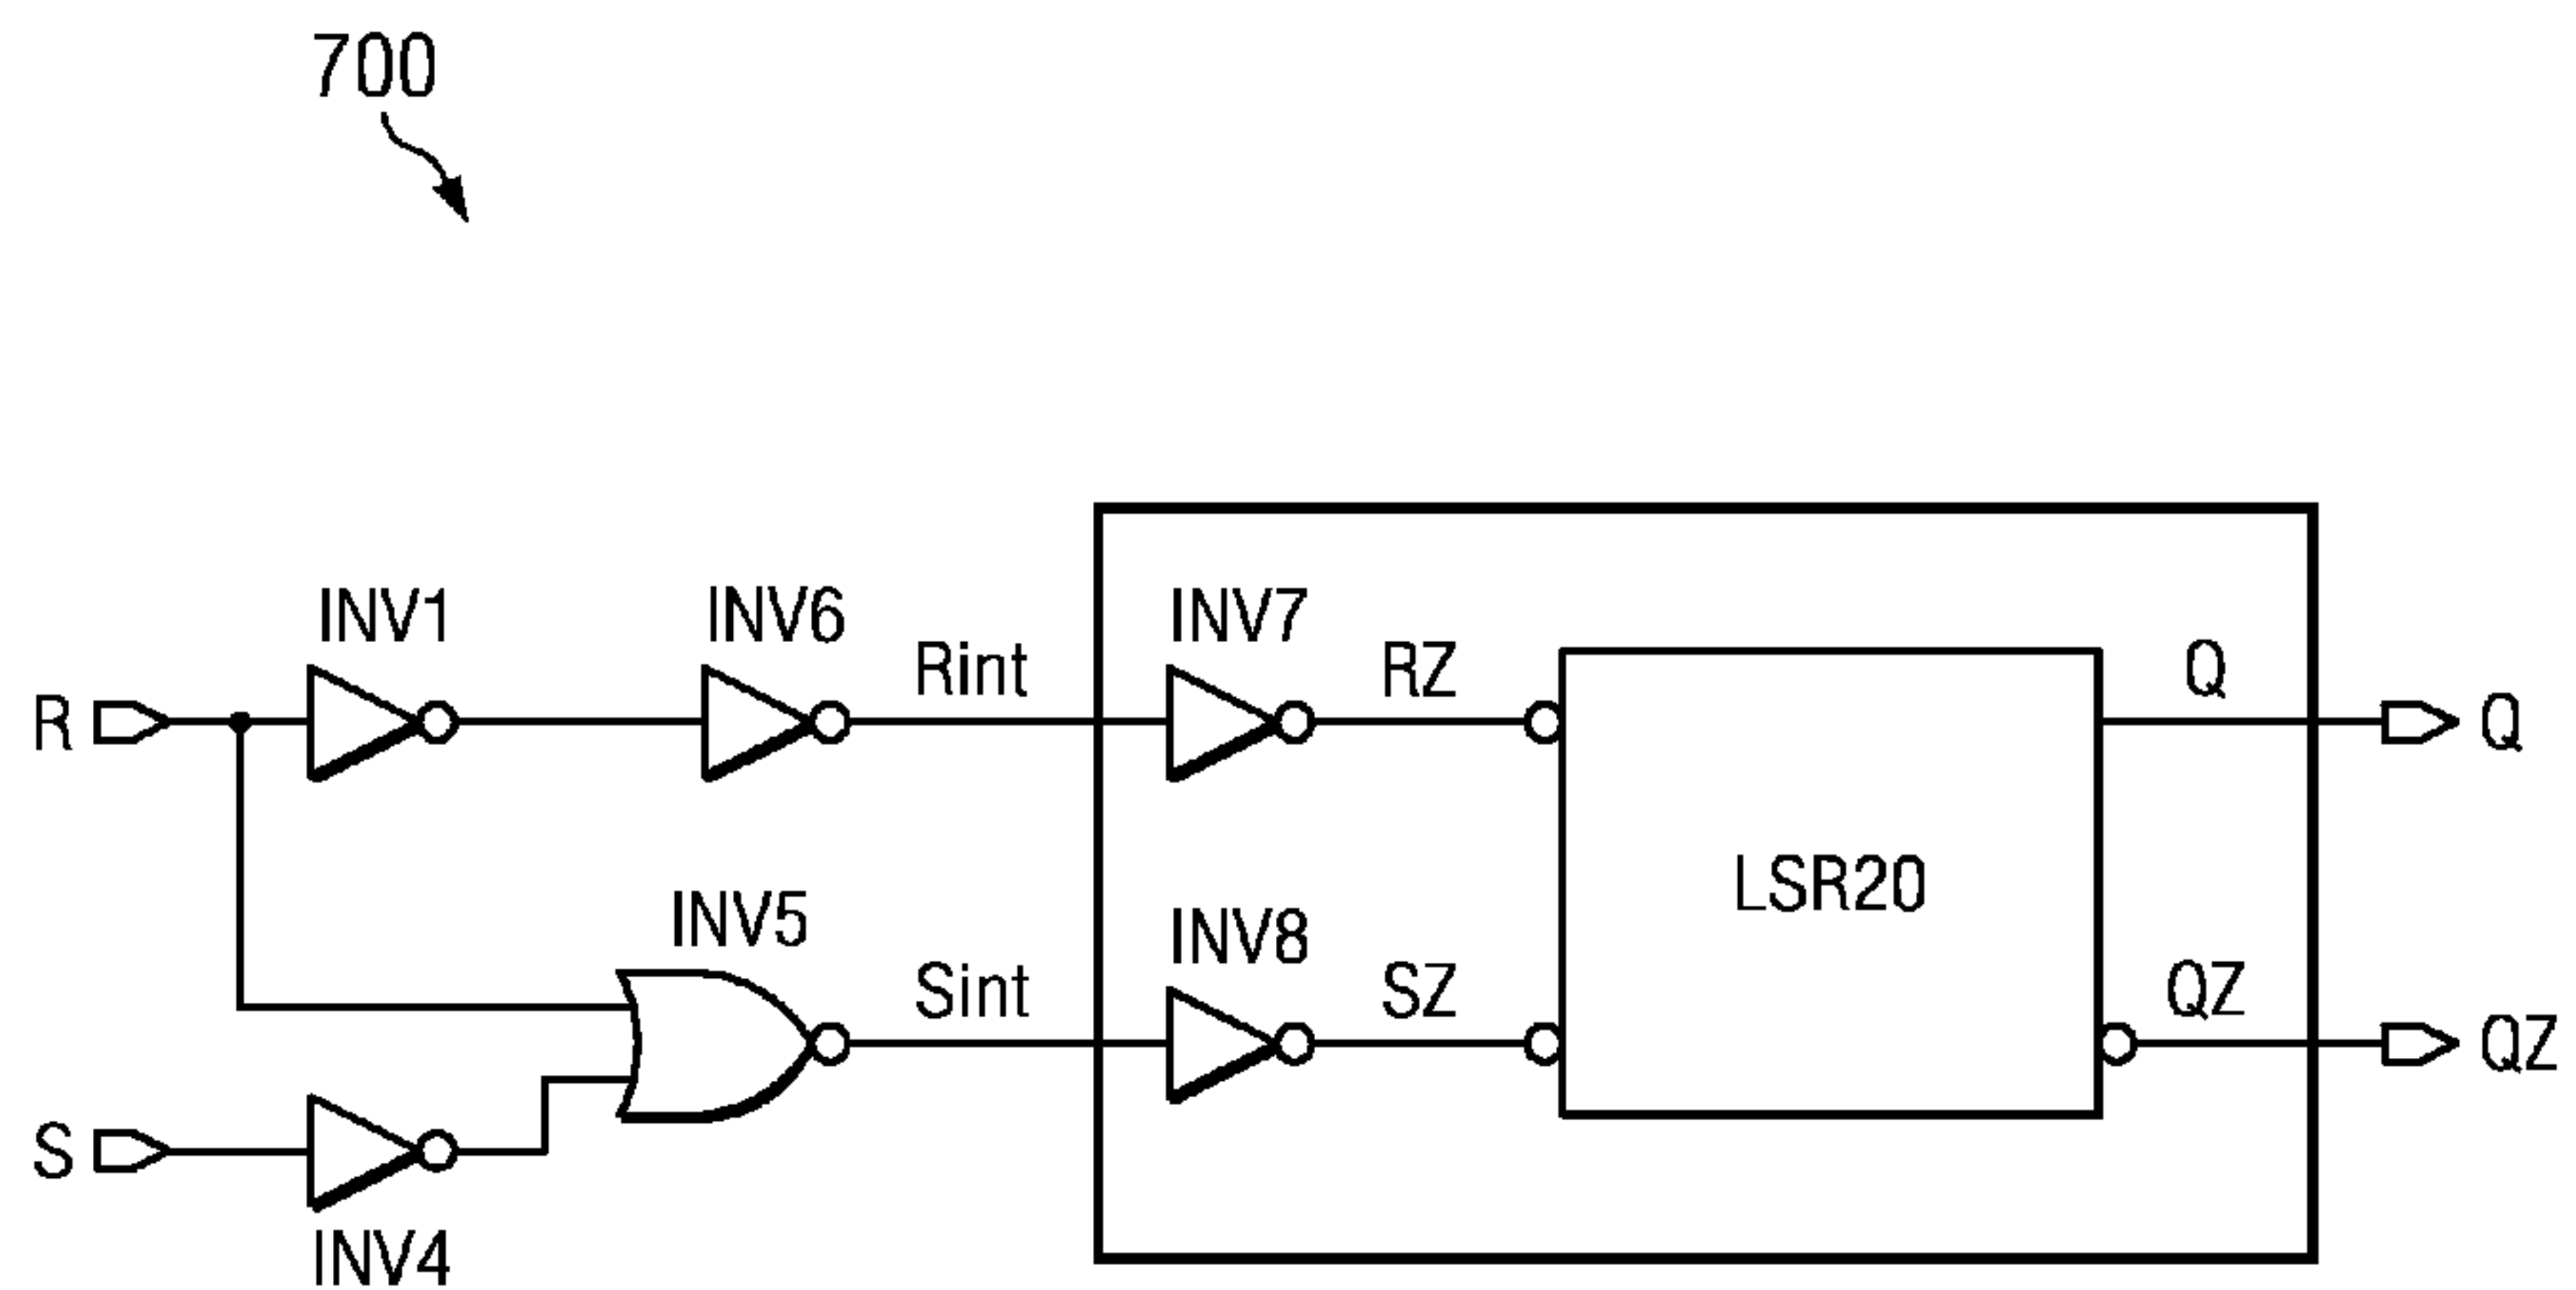 700
INV1
INV6
INV7
R
Rint
RZ
Q
Q
INV5
LSR20
INV8
Sint
SZ
QZ
QZ
S
INV4